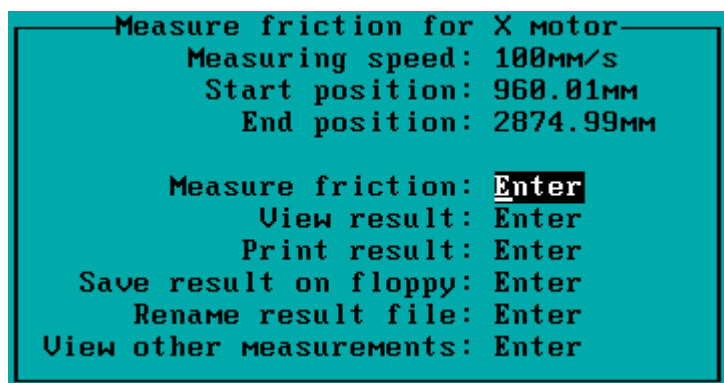 Measure friction for X motor
Measuring speed: 100mm/s
Start position: 960.01mm
End position: 2874.99mm
Measure friction: Enter
View result: Enter
Print result: Enter
Save result on floppy: Enter
Rename result file: Enter
View other measurements: Enter